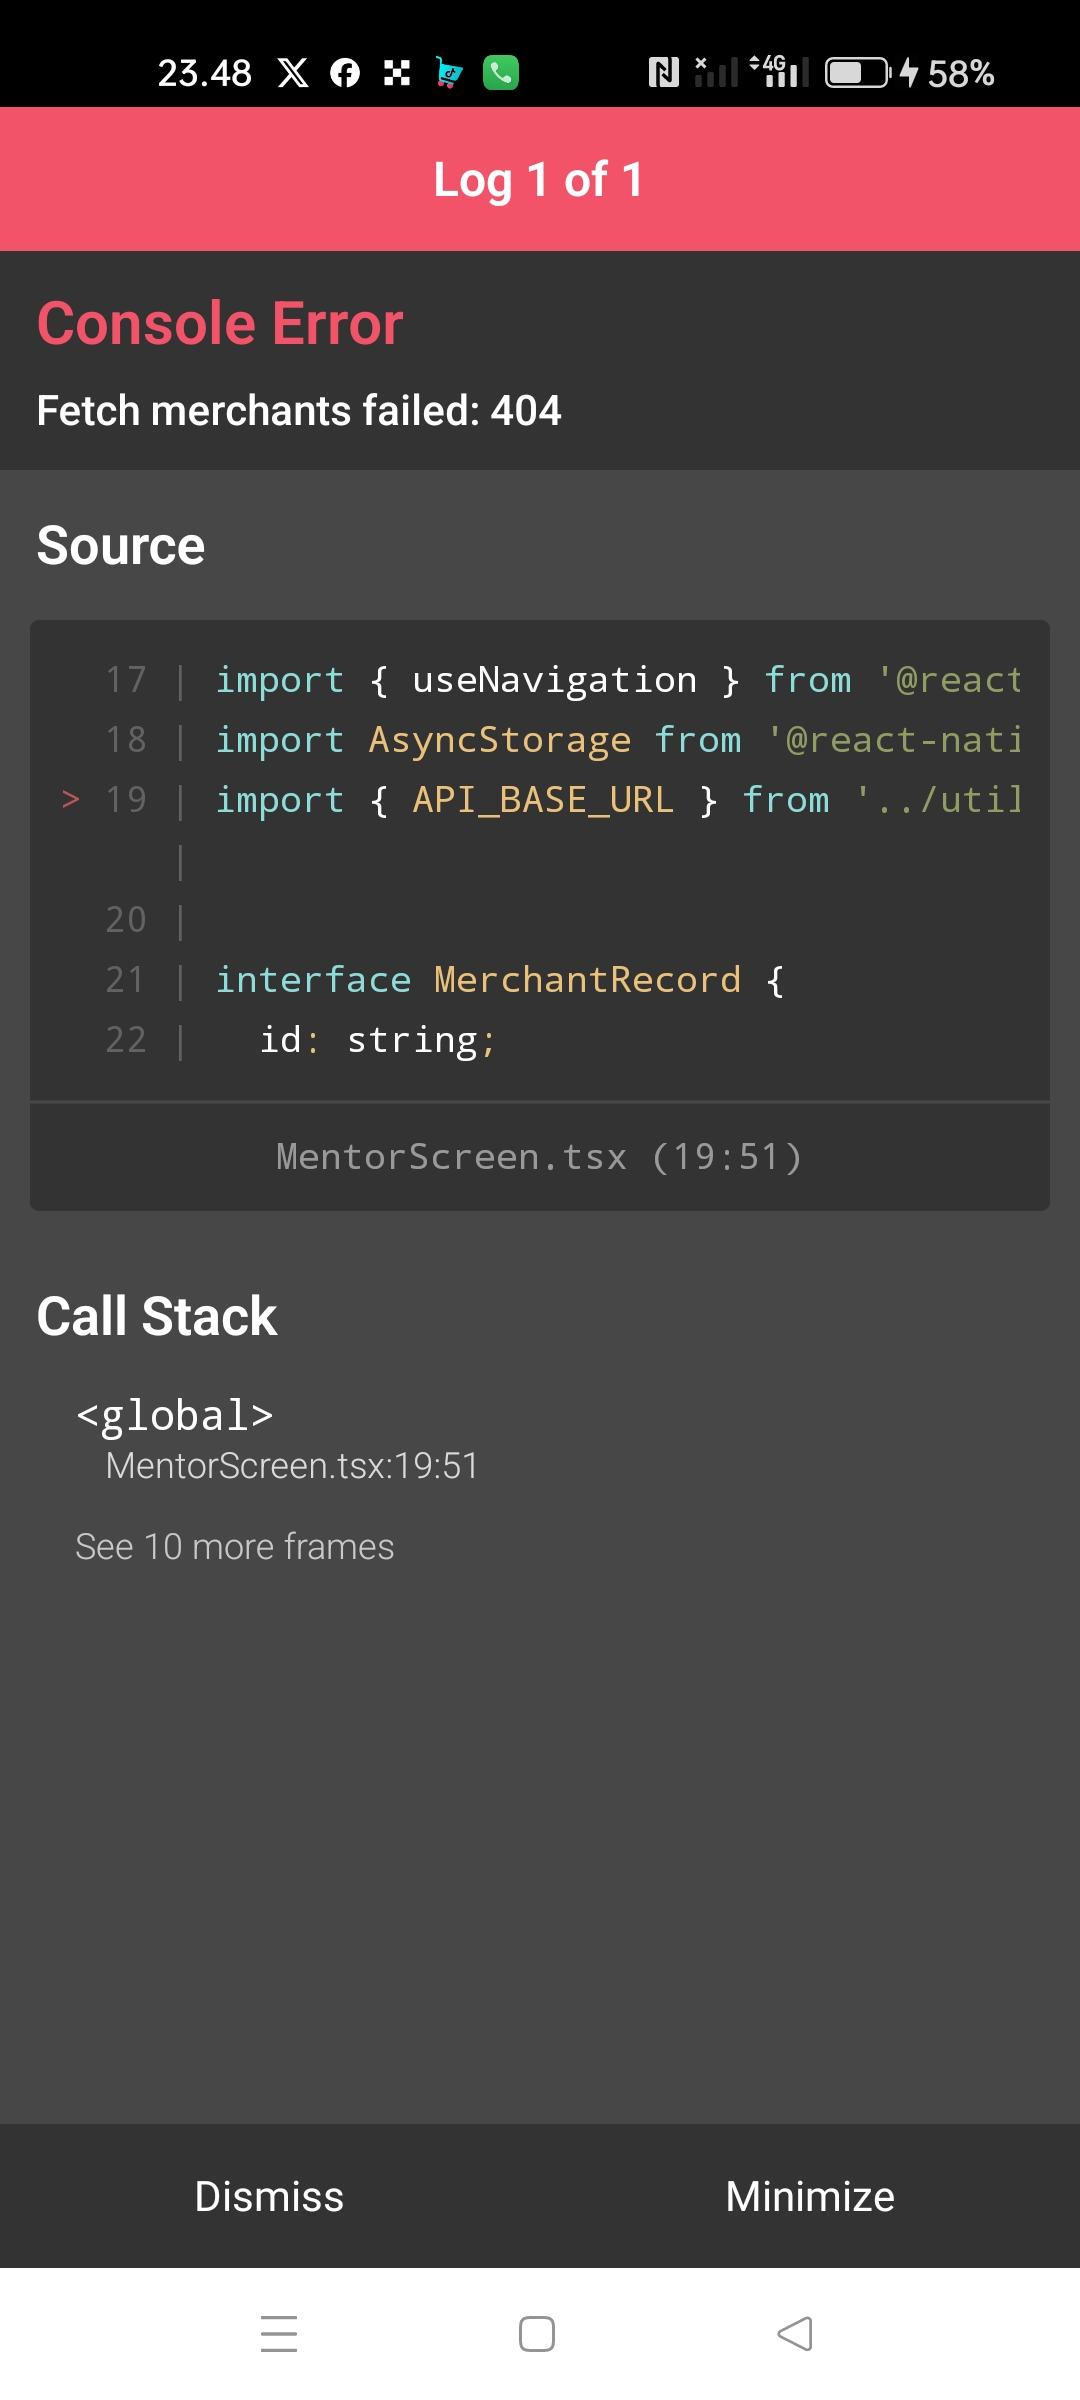 23.48 4G 58%
Log 1 of 1
Console Error
Fetch merchants failed: 404
Source
17 | import { useNavigation } from '@react
18 | import AsyncStorage from '@react-nati
> 19 | import { API_BASE_URL } from '../util
|
20 |
21 | interface MerchantRecord {
22 | id: string;
MentorScreen.tsx (19:51)
Call Stack
<global>
MentorScreen.tsx:19:51
See 10 more frames
Dismiss Minimize